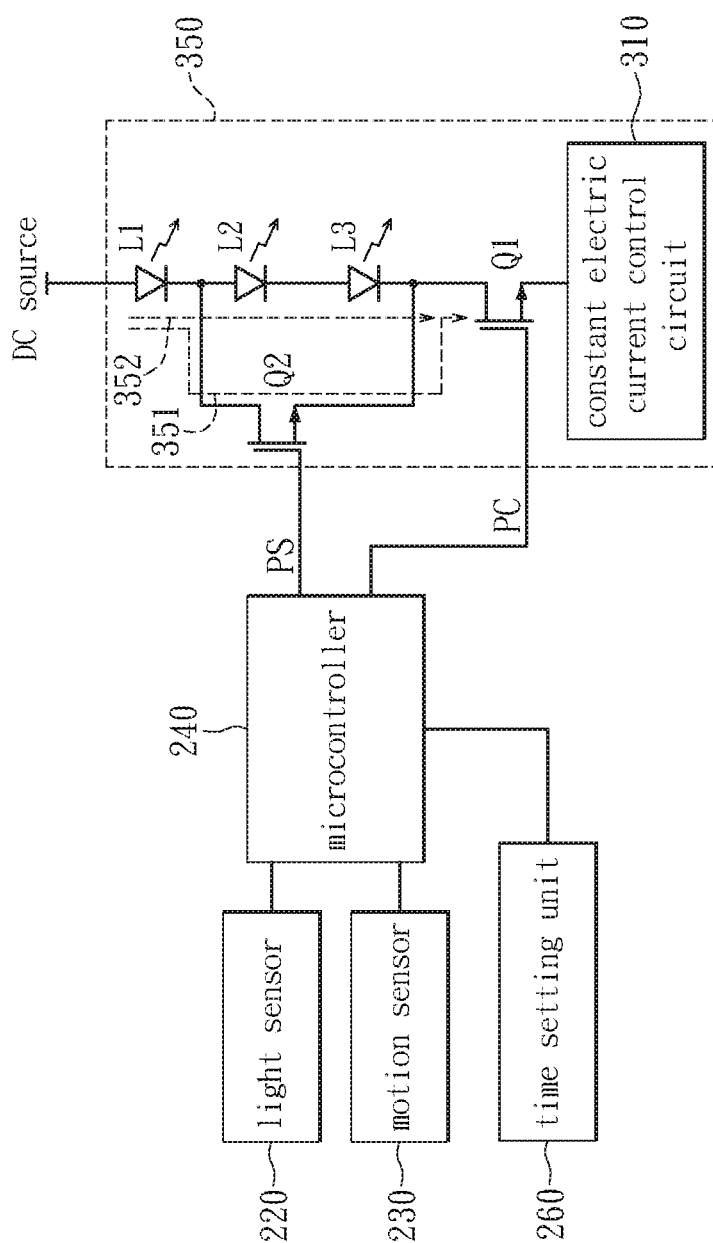 DC source
350
L1
L2
L3
352
351
Q2
Q1
310
constant electric
current control
circuit
PS
PC
240
microcontroller
220
light sensor
230
motion sensor
260
time setting unit